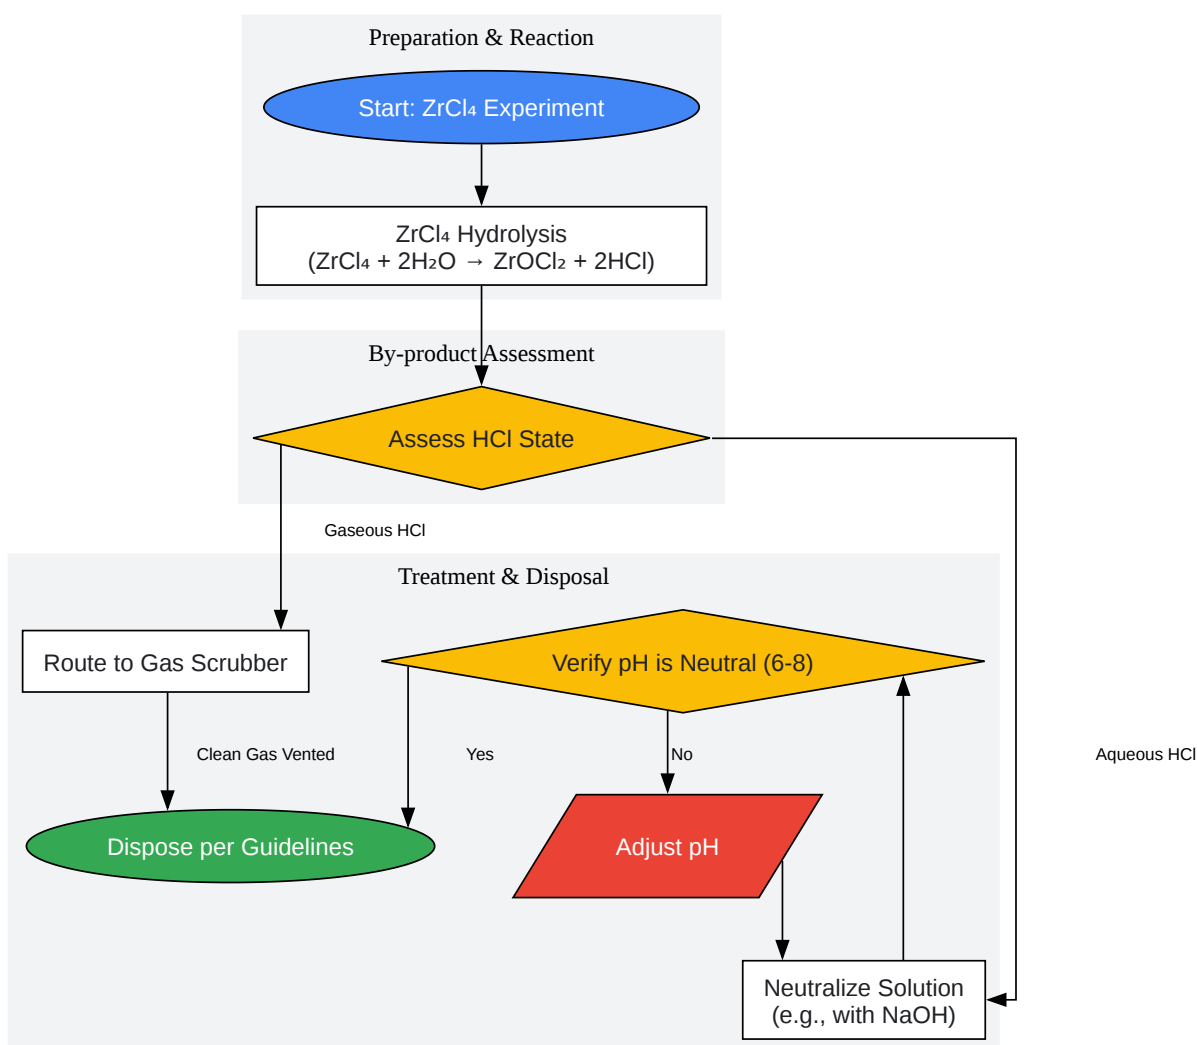 Preparation & Reaction
Start: ZrCl₄ Experiment
ZrCl₄ Hydrolysis
(ZrCl₄ + 2H₂O → ZrOCl₂ + 2HCl)
By-product Assessment
Assess HCl State
Gaseous HCl
Treatment & Disposal
Route to Gas Scrubber
Verify pH is Neutral (6-8)
Clean Gas Vented
Yes
No
Aqueous HCl
Dispose per Guidelines
Adjust pH
Neutralize Solution
(e.g., with NaOH)